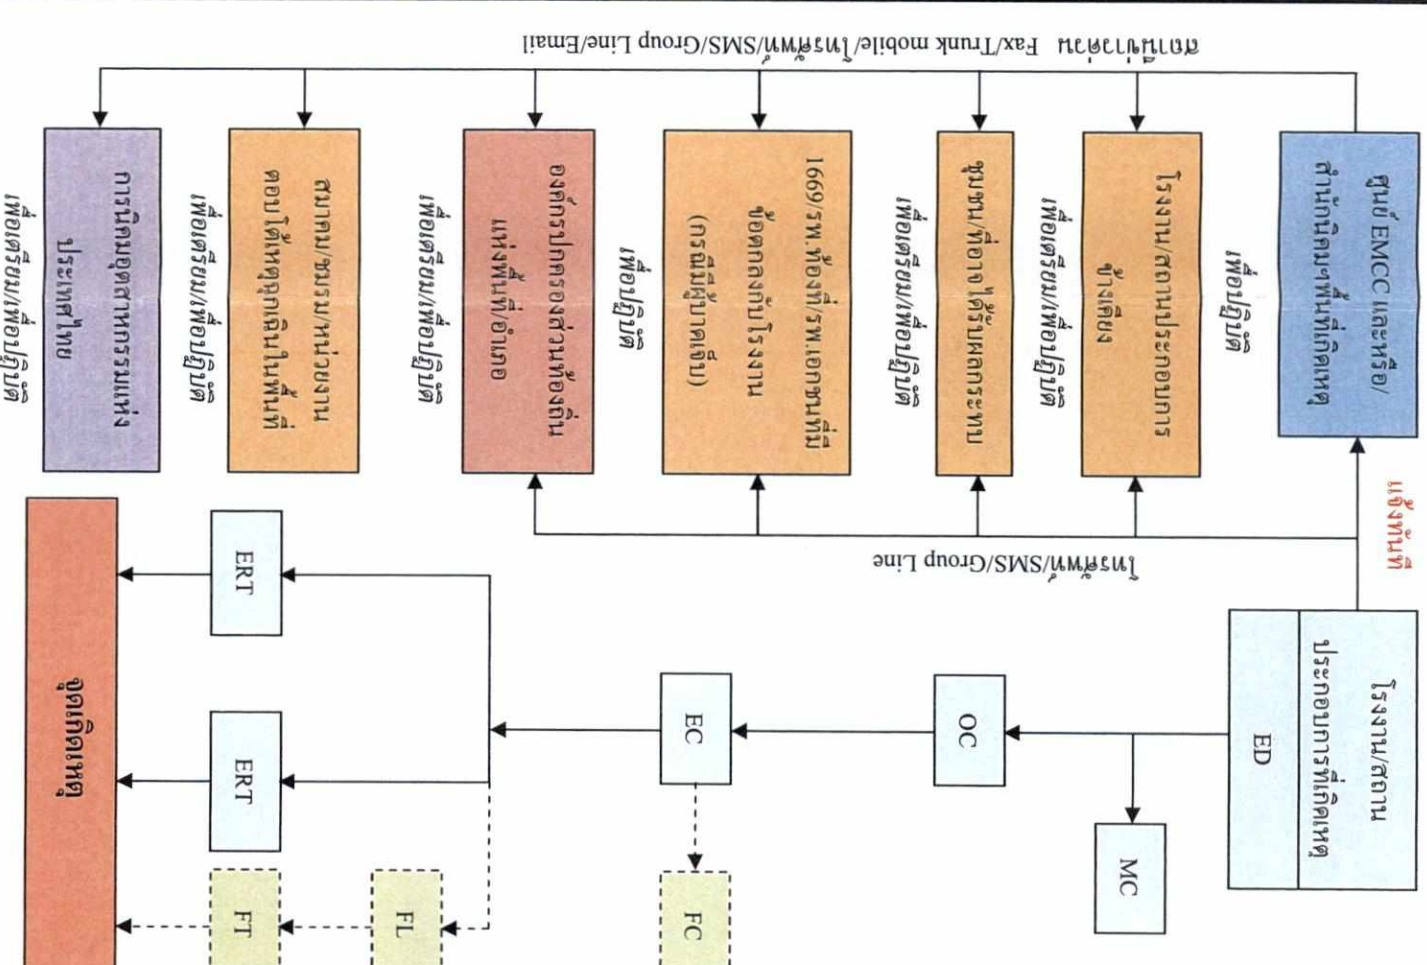 ศูนย์ EMCC และหรือ/
สำนักนิคมฯพื้นที่เกิดเหตุ
เพื่อปฏิบัติ
แจ้งทันที
โรงงาน/สถาน
ประกอบการที่เกิดเหตุ
ED
โรงงาน/สถานประกอบการ
ข้างเคียง
เพื่อเตรียม/เพื่อปฏิบัติ
MC
โทรศัพท์/SMS/Group Line
ชุมชน/ที่อาจได้รับผลกระทบ
เพื่อเตรียม/เพื่อปฏิบัติ
OC
สถานีข่าวด่วน Fax/Trunk mobile/โทรศัพท์/SMS/Group Line/Email
1669/รพ.ท้องที่/รพ.เอกชนที่มี
ข้อตกลงกับโรงงาน
(กรณีมีผู้บาดเจ็บ)
เพื่อปฏิบัติ
EC
FC
องค์กรปกครองส่วนท้องถิ่น
แห่งพื้นที่/อำเภอ
เพื่อเตรียม/เพื่อปฏิบัติ
FL
สมาคม/ชมรม/หน่วยงาน
ตอบโต้เหตุฉุกเฉินในพื้นที่
เพื่อเตรียม/เพื่อปฏิบัติ
ERT
ERT
FT
การนิคมอุตสาหกรรมแห่ง
ประเทศไทย
เพื่อเตรียม/เพื่อปฏิบัติ
จุดเกิดเหตุ